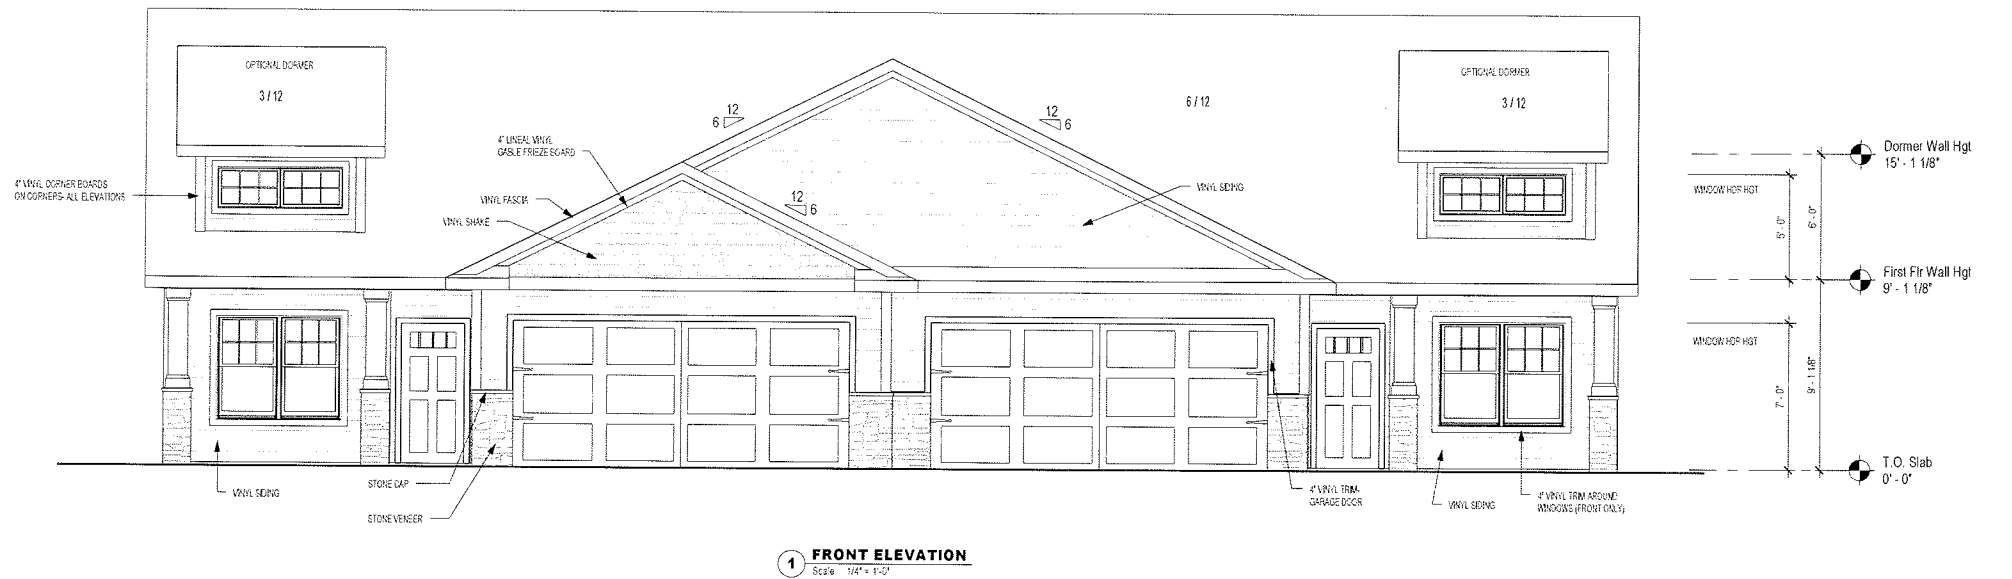 OPTIONAL DORMER
3 / 12
OPTIONAL DORMER
3 / 12
12
6
12
6
6 / 12
4" LINEAL VINYL
GABLE FRIEZE BOARD
Dormer Wall Hgt
15' - 1 1/8"
4" VINYL CORNER BOARDS
ON CORNERS- ALL ELEVATIONS
VINYL FASCIA
VINYL SHAKE
12
6
VINYL SIDING
WINDOW HDR HGT
5' - 0"
6' - 0"
First Flr Wall Hgt
9' - 1 1/8"
WINDOW HDR HGT
7' - 0"
9' - 1 1/8"
T.O. Slab
0' - 0"
VINYL SIDING
STONE CAP
STONE VENEER
4" VINYL TRIM-
GARAGE DOOR
VINYL SIDING
4" VINYL TRIM AROUND
WINDOWS (FRONT ONLY)
1
FRONT ELEVATION
Scale 1/4" = 1'-0"